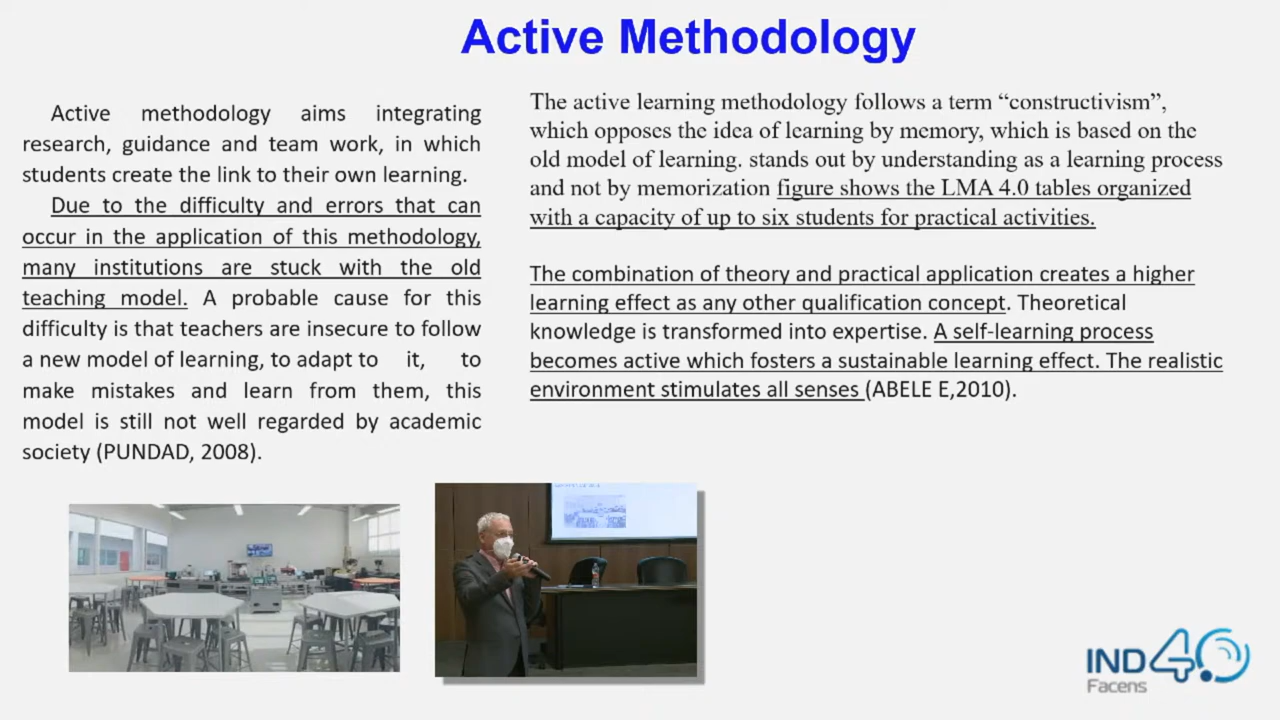 Active Methodology
Active methodology aims integrating
research, guidance and team work, in which
students create the link to their own learning.
Due to the difficulty and errors that can
occur in the application of this methodology,
many institutions are stuck with the old
teaching model. A probable cause for this
difficulty is that teachers are insecure to follow
a new model of learning, to adapt to it, to
make mistakes and learn from them, this
model is still not well regarded by academic
society (PUNDAD, 2008).
The active learning methodology follows a term “constructivism”,
which opposes the idea of learning by memory, which is based on the
old model of learning. stands out by understanding as a learning process
and not by memorization figure shows the LMA 4.0 tables organized
with a capacity of up to six students for practical activities.
The combination of theory and practical application creates a higher
learning effect as any other qualification concept. Theoretical
knowledge is transformed into expertise. A self-learning process
becomes active which fosters a sustainable learning effect. The realistic
environment stimulates all senses (ABELE E,2010).
IND 4.0
Facens